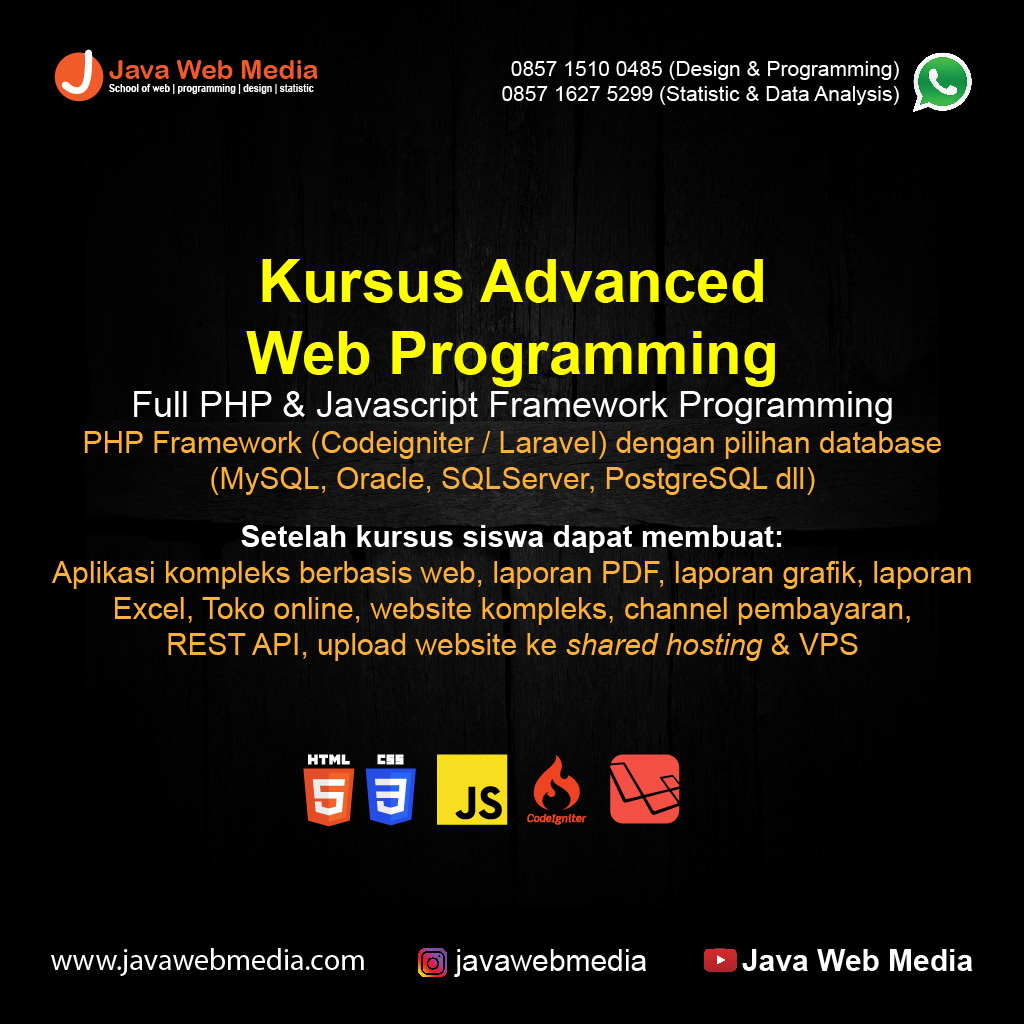 Java Web Media
School of web | programming | design | statistic
0857 1510 0485 (Design & Programming)
0857 1627 5299 (Statistic & Data Analysis)
Kursus Advanced
Web Programming
Full PHP & Javascript Framework Programming
PHP Framework (Codeigniter / Laravel) dengan pilihan database
(MySQL, Oracle, SQLServer, PostgreSQL dll)
Setelah kursus siswa dapat membuat:
Aplikasi kompleks berbasis web, laporan PDF, laporan grafik, laporan
Excel, Toko online, website kompleks, channel pembayaran,
REST API, upload website ke shared hosting & VPS
HTML CSS
5 3 JS
CodeIgniter
www.javawebmedia.com javawebmedia Java Web Media